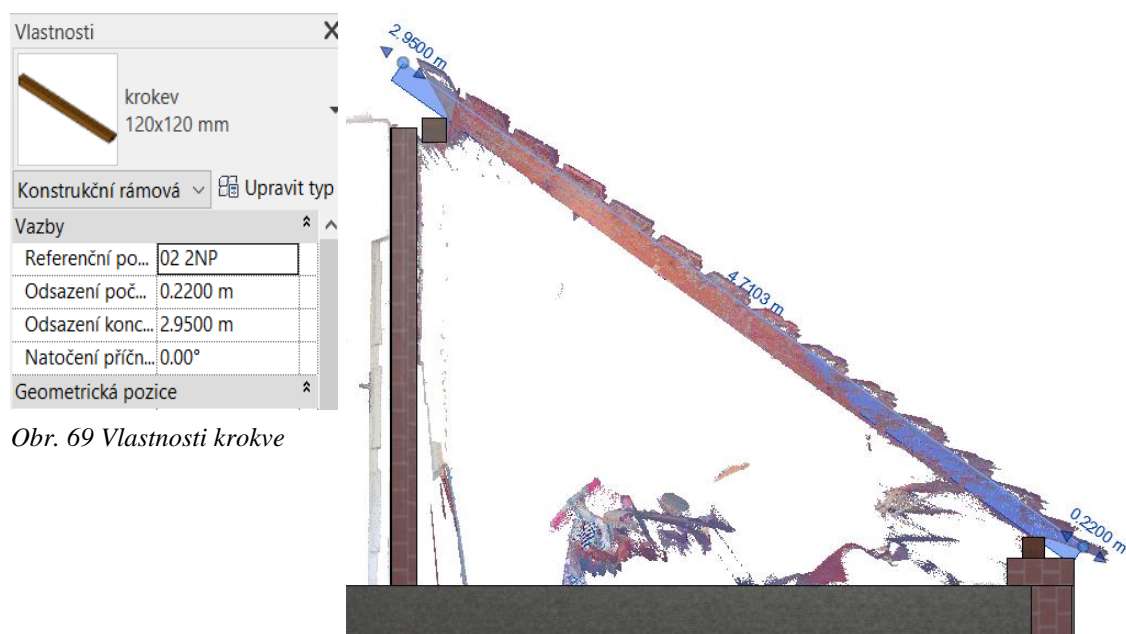 Vlastnosti
krokev
120x120 mm
Konstrukční rámová
Upravit typ
Vazby
Referenční po... 02 2NP
Odsazení poč... 0.2200 m
Odsazení konc... 2.9500 m
Natočení příčn... 0.00°
Geometrická pozice
Obr. 69 Vlastnosti krokve
2.9500 m
4.7103 m
0.2200 m